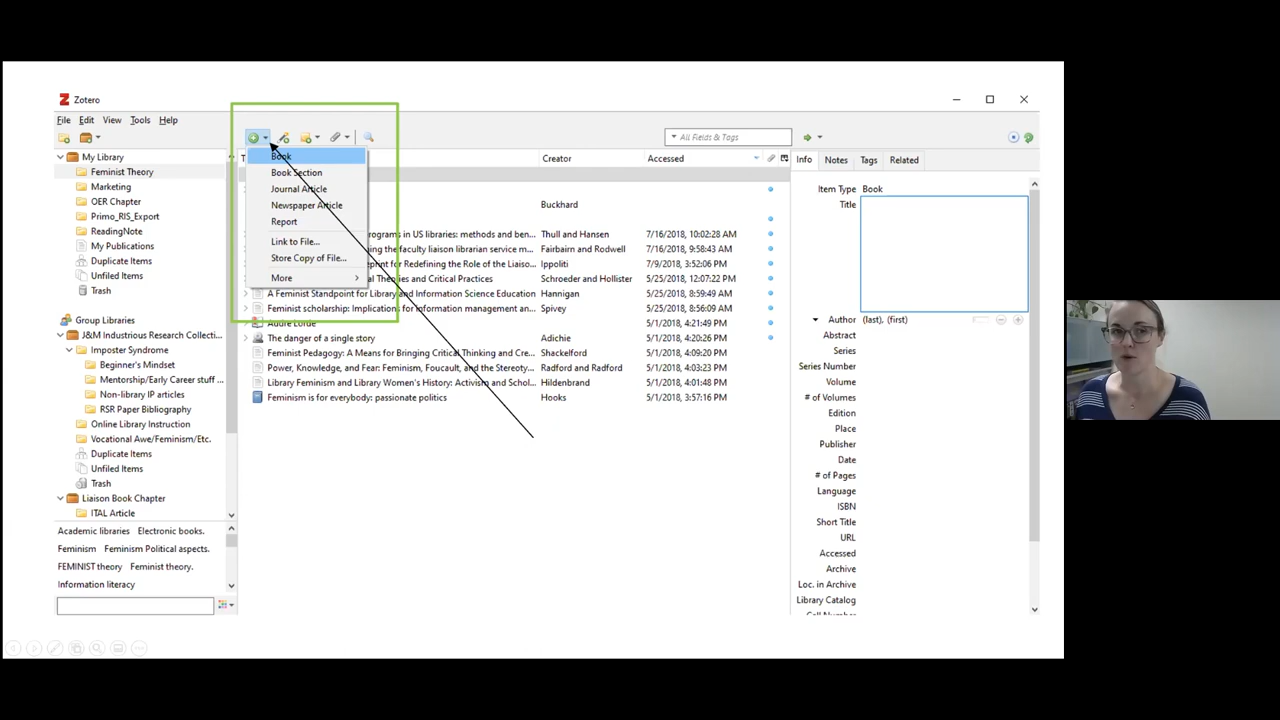 Zotero
File Edit View Tools Help
All Fields & Tags
My Library
Feminist Theory
Marketing
OER Chapter
Primo_RIS_Export
ReadingNote
My Publications
Duplicate Items
Unfiled Items
Trash
Group Libraries
J&M Industrious Research Collecti...
Imposter Syndrome
Beginner's Mindset
Mentorship/Early Career stuff ...
Non-library IP articles
RSR Paper Bibliography
Online Library Instruction
Vocational Awe/Feminism/Etc.
Duplicate Items
Unfiled Items
Trash
Liaison Book Chapter
ITAL Article
Academic libraries Electronic books.
Feminism Feminism Political aspects.
FEMINIST theory Feminist theory.
Information literacy
Book
Book Section
Journal Article
Newspaper Article
Report
Link to File...
Store Copy of File...
More
T Creator Accessed
Buckhard
programs in US libraries: methods and ben... Thull and Hansen 7/16/2018, 10:02:28 AM
ing the faculty liaison librarian service m... Fairbairn and Rodwell 7/16/2018, 9:58:43 AM
eprint for Redefining the Role of the Liaiso... Ippoliti 7/9/2018, 3:52:06 PM
al Theories and Critical Practices Schroeder and Hollister 5/25/2018, 12:07:22 PM
A Feminist Standpoint for Library and Information Science Education Hannigan 5/25/2018, 8:59:49 AM
Feminist scholarship: Implications for information management an... Spivey 5/25/2018, 8:56:09 AM
Audre Lorde 5/1/2018, 4:21:49 PM
The danger of a single story Adichie 5/1/2018, 4:20:26 PM
Feminist Pedagogy: A Means for Bringing Critical Thinking and Cre... Shackelford 5/1/2018, 4:09:20 PM
Power, Knowledge, and Fear: Feminism, Foucault, and the Stereoty... Radford and Radford 5/1/2018, 4:03:23 PM
Library Feminism and Library Women's History: Activism and Schol... Hildenbrand 5/1/2018, 4:01:48 PM
Feminism is for everybody: passionate politics Hooks 5/1/2018, 3:57:16 PM
Info Notes Tags Related
Item Type Book
Title
Author (last), (first)
Abstract
Series
Series Number
Volume
# of Volumes
Edition
Place
Publisher
Date
# of Pages
Language
ISBN
Short Title
URL
Accessed
Archive
Loc. in Archive
Library Catalog